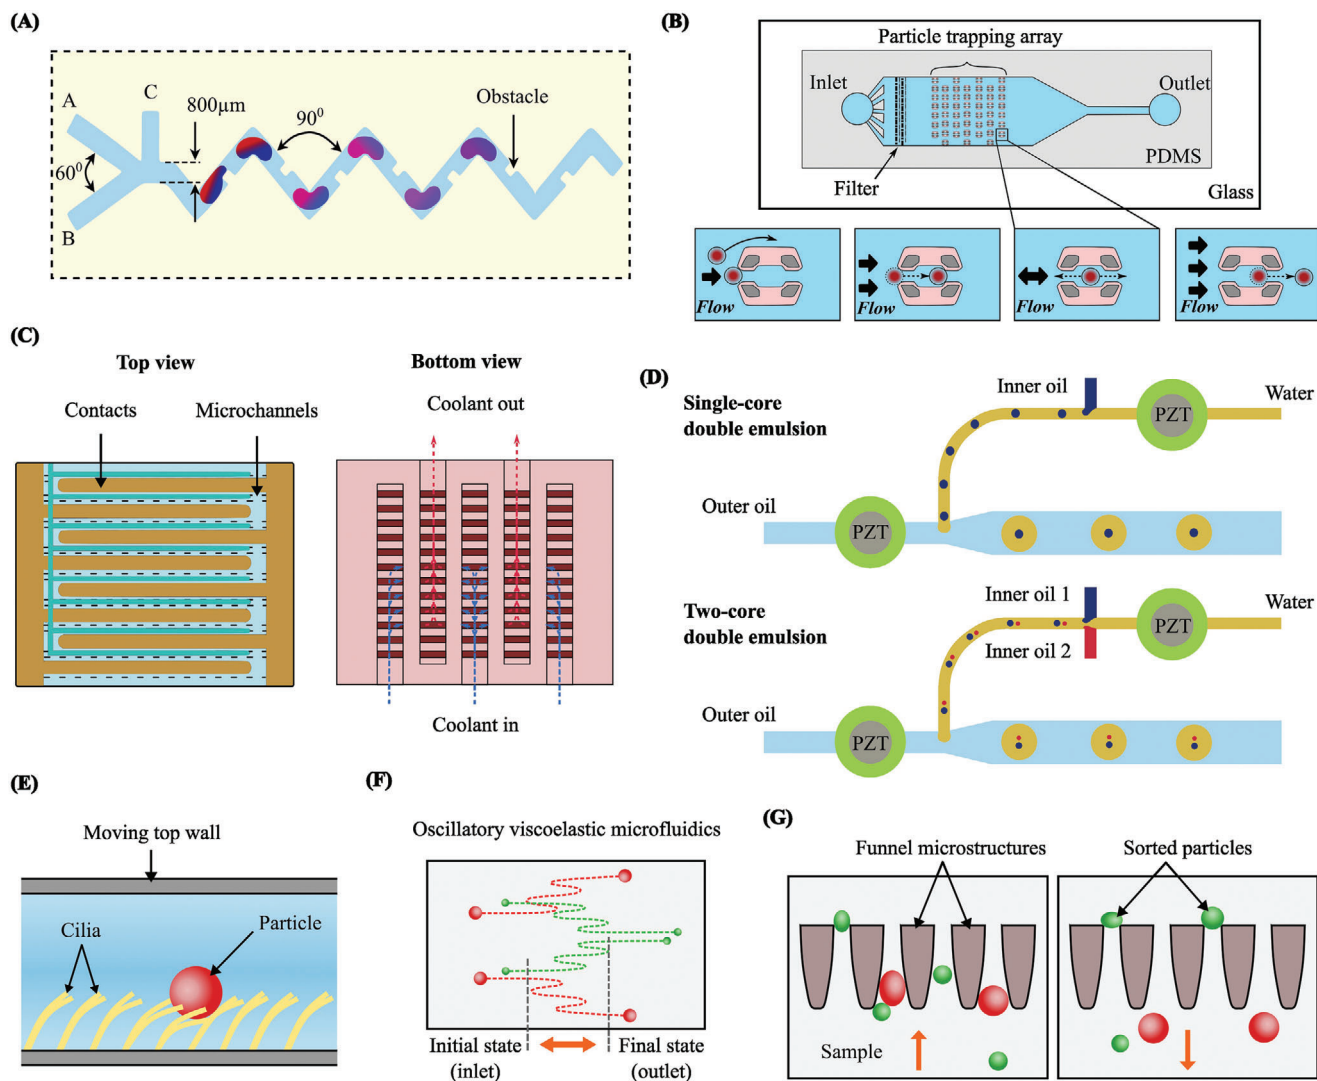 (A)
A
C
800µm
90⁰
Obstacle
60⁰
B
(B)
Particle trapping array
Inlet
Outlet
PDMS
Filter
Glass
Flow
Flow
Flow
Flow
(C)
Top view
Bottom view
Contacts
Microchannels
Coolant out
Coolant in
(D)
Single-core
double emulsion
Inner oil
PZT
Water
Outer oil
PZT
Two-core
double emulsion
Inner oil 1
Inner oil 2
PZT
Water
Outer oil
PZT
(E)
Moving top wall
Cilia
Particle
(F)
Oscillatory viscoelastic microfluidics
Initial state
(inlet)
Final state
(outlet)
(G)
Funnel microstructures
Sorted particles
Sample